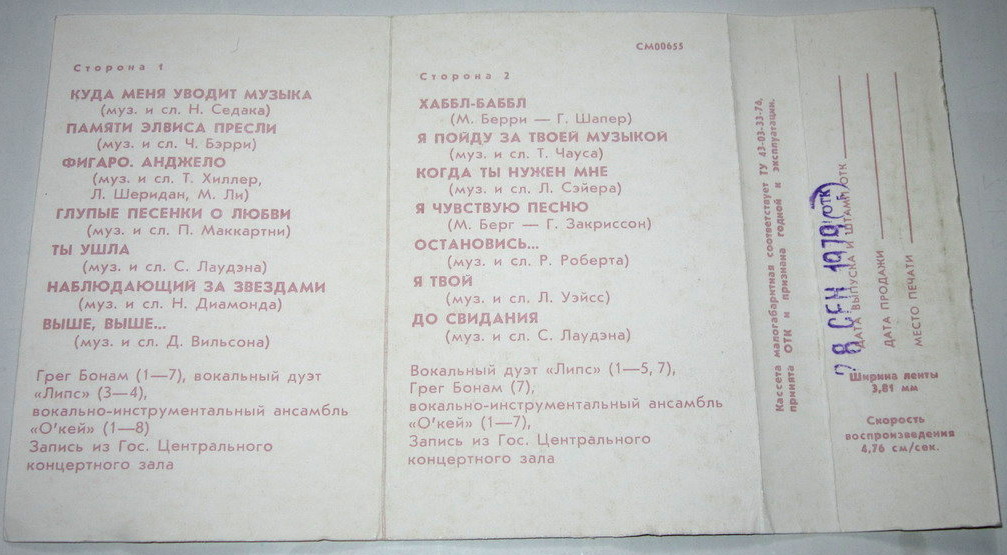 Сторона 1
КУДА МЕНЯ УВОДИТ МУЗЫКА
(муз. и сл. Н. Седака)
ПАМЯТИ ЭЛВИСА ПРЕСЛИ
(муз. и сл. Ч. Бэрри)
ФИГАРО. АНДЖЕЛО
(муз. и сл. Т. Хиллер,
Л. Шеридан, М. Ли)
ГЛУПЫЕ ПЕСЕНКИ О ЛЮБВИ
(муз. и сл. П. Маккартни)
ТЫ УШЛА
(муз. и сл. С. Лаудэна)
НАБЛЮДАЮЩИЙ ЗА ЗВЕЗДАМИ
(муз. и сл. Н. Диамонда)
ВЫШЕ, ВЫШЕ...
(муз. и сл. Д. Вильсона)
Грег Бонам (1—7), вокальный дуэт
«Липс» (3—4),
вокально-инструментальный ансамбль
«О'кей» (1—8)
Запись из Гос. Центрального
концертного зала
СМ00655
Сторона 2
ХАББЛ-БАББЛ
(М. Берри — Г. Шапер)
Я ПОЙДУ ЗА ТВОЕЙ МУЗЫКОЙ
(муз. и сл. Т. Чауса)
КОГДА ТЫ НУЖЕН МНЕ
(муз. и сл. Л. Сэйера)
Я ЧУВСТВУЮ ПЕСНЮ
(М. Берг — Г. Закриссон)
ОСТАНОВИСЬ...
(муз. и сл. Р. Роберта)
Я ТВОЙ
(муз. и сл. Л. Уэйсс)
ДО СВИДАНИЯ
(муз. и сл. С. Лаудэна)
Вокальный дуэт «Липс» (1—5, 7),
Грег Бонам (7),
вокально-инструментальный ансамбль
«О'кей» (1—7),
Запись из Гос. Центрального
концертного зала
Кассета малогабаритная соответствует ТУ 43-03-33-76,
принята ОТК и признана годной к эксплуатации.
ДАТА ВЫПУСКА И ШТАМП ОТК
8 СЕН 1979 ОТК
ДАТА ПРОДАЖИ
МЕСТО ПЕЧАТИ
Ширина ленты
3,81 мм
Скорость
воспроизведения
4,76 см/сек.